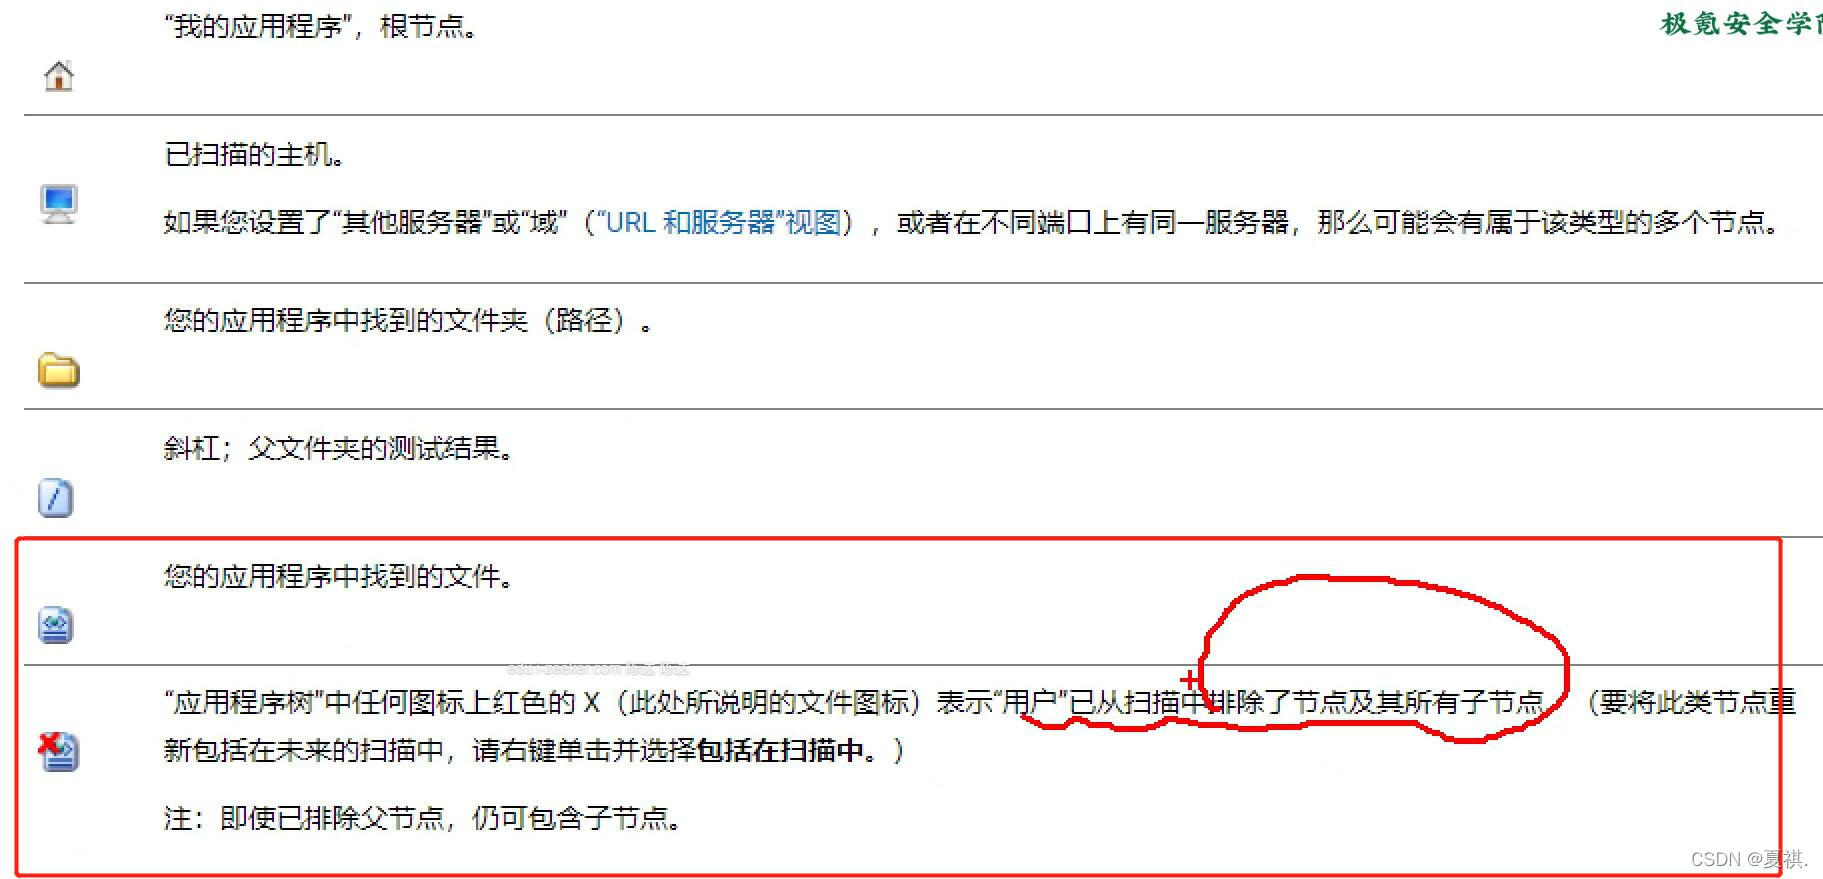 “我的应用程序”，根节点。
极氪安全学
已扫描的主机。
如果您设置了“其他服务器”或“域”（“URL 和服务器”视图），或者在不同端口上有同一服务器，那么可能会有属于该类型的多个节点。
您的应用程序中找到的文件夹（路径）。
斜杠；父文件夹的测试结果。
/
您的应用程序中找到的文件。
“应用程序树”中任何图标上红色的 X（此处所说明的文件图标）表示“用户”已从扫描中排除了节点及其所有子节点。（要将此类节点重
新包括在未来的扫描中，请右键单击并选择包括在扫描中。）
注：即使已排除父节点，仍可包含子节点。
CSDN @夏祺.